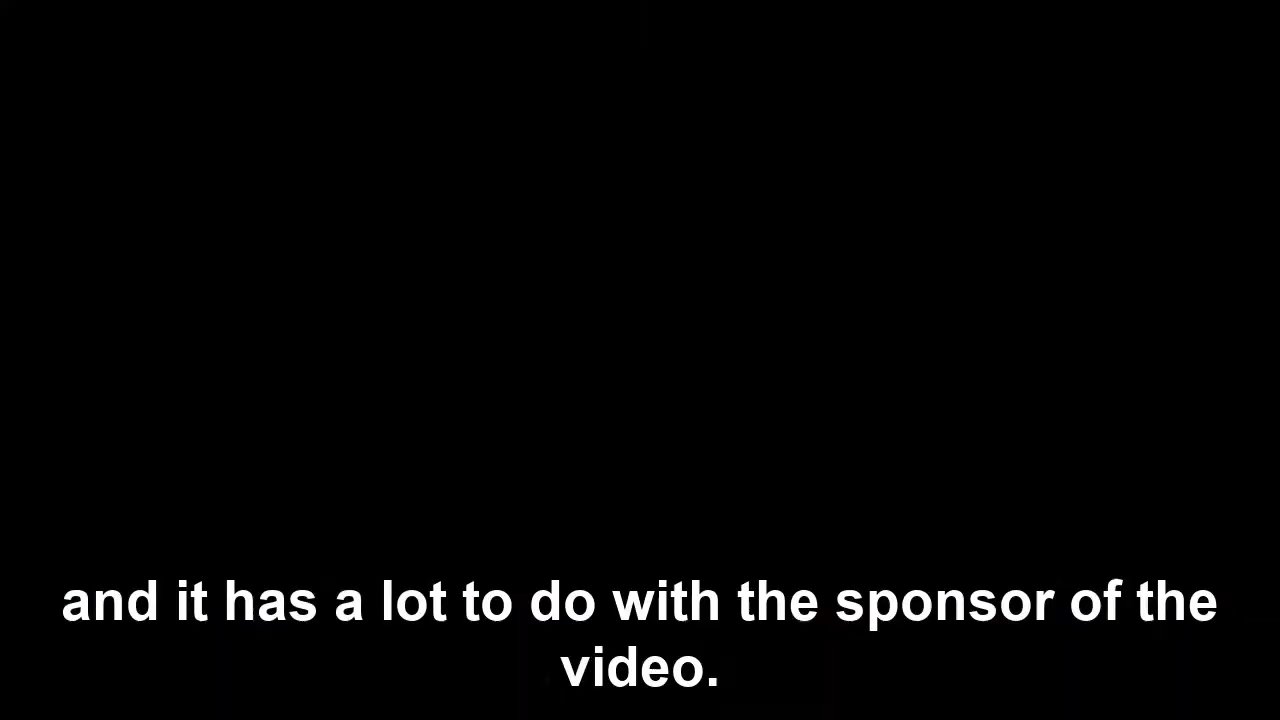 and it has a lot to do with the sponsor of the
video.